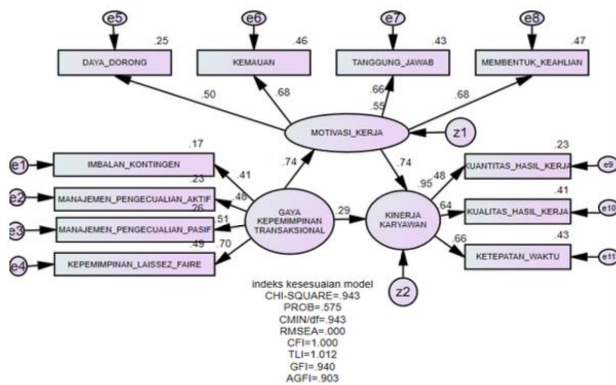 e5
e6
e7
e8
.25
.46
.43
.47
DAYA_DORONG
KEMAUAN
TANGGUNG_JAWAB
MEMBENTUK_KEAHLIAN
.50
.68
.66
.68
.55
MOTIVASI_KERJA
z1
.17
e1
IMBALAN_KONTINGEN
.74
.74
.23
KUANTITAS_HASIL_KERJA
e9
.23
.41
.95
.48
e2
MANAJEMEN_PENGECUALIAN_AKTIF
.48
.41
.26
GAYA
KEPEMIMPINAN
TRANSAKSIONAL
.29
KINERJA
KARYAWAN
.64
KUALITAS_HASIL_KERJA
e10
e3
MANAJEMEN_PENGECUALIAN_PASIF
.51
.49
.70
.66
.43
e4
KEPEMIMPINAN_LAISSEZ_FAIRE
KETEPATAN_WAKTU
e11
z2
indeks kesesuaian model
CHI-SQUARE=.943
PROB=.575
CMIN/df=.943
RMSEA=.000
CFI=1.000
TLI=1.012
GFI=.940
AGFI=.903